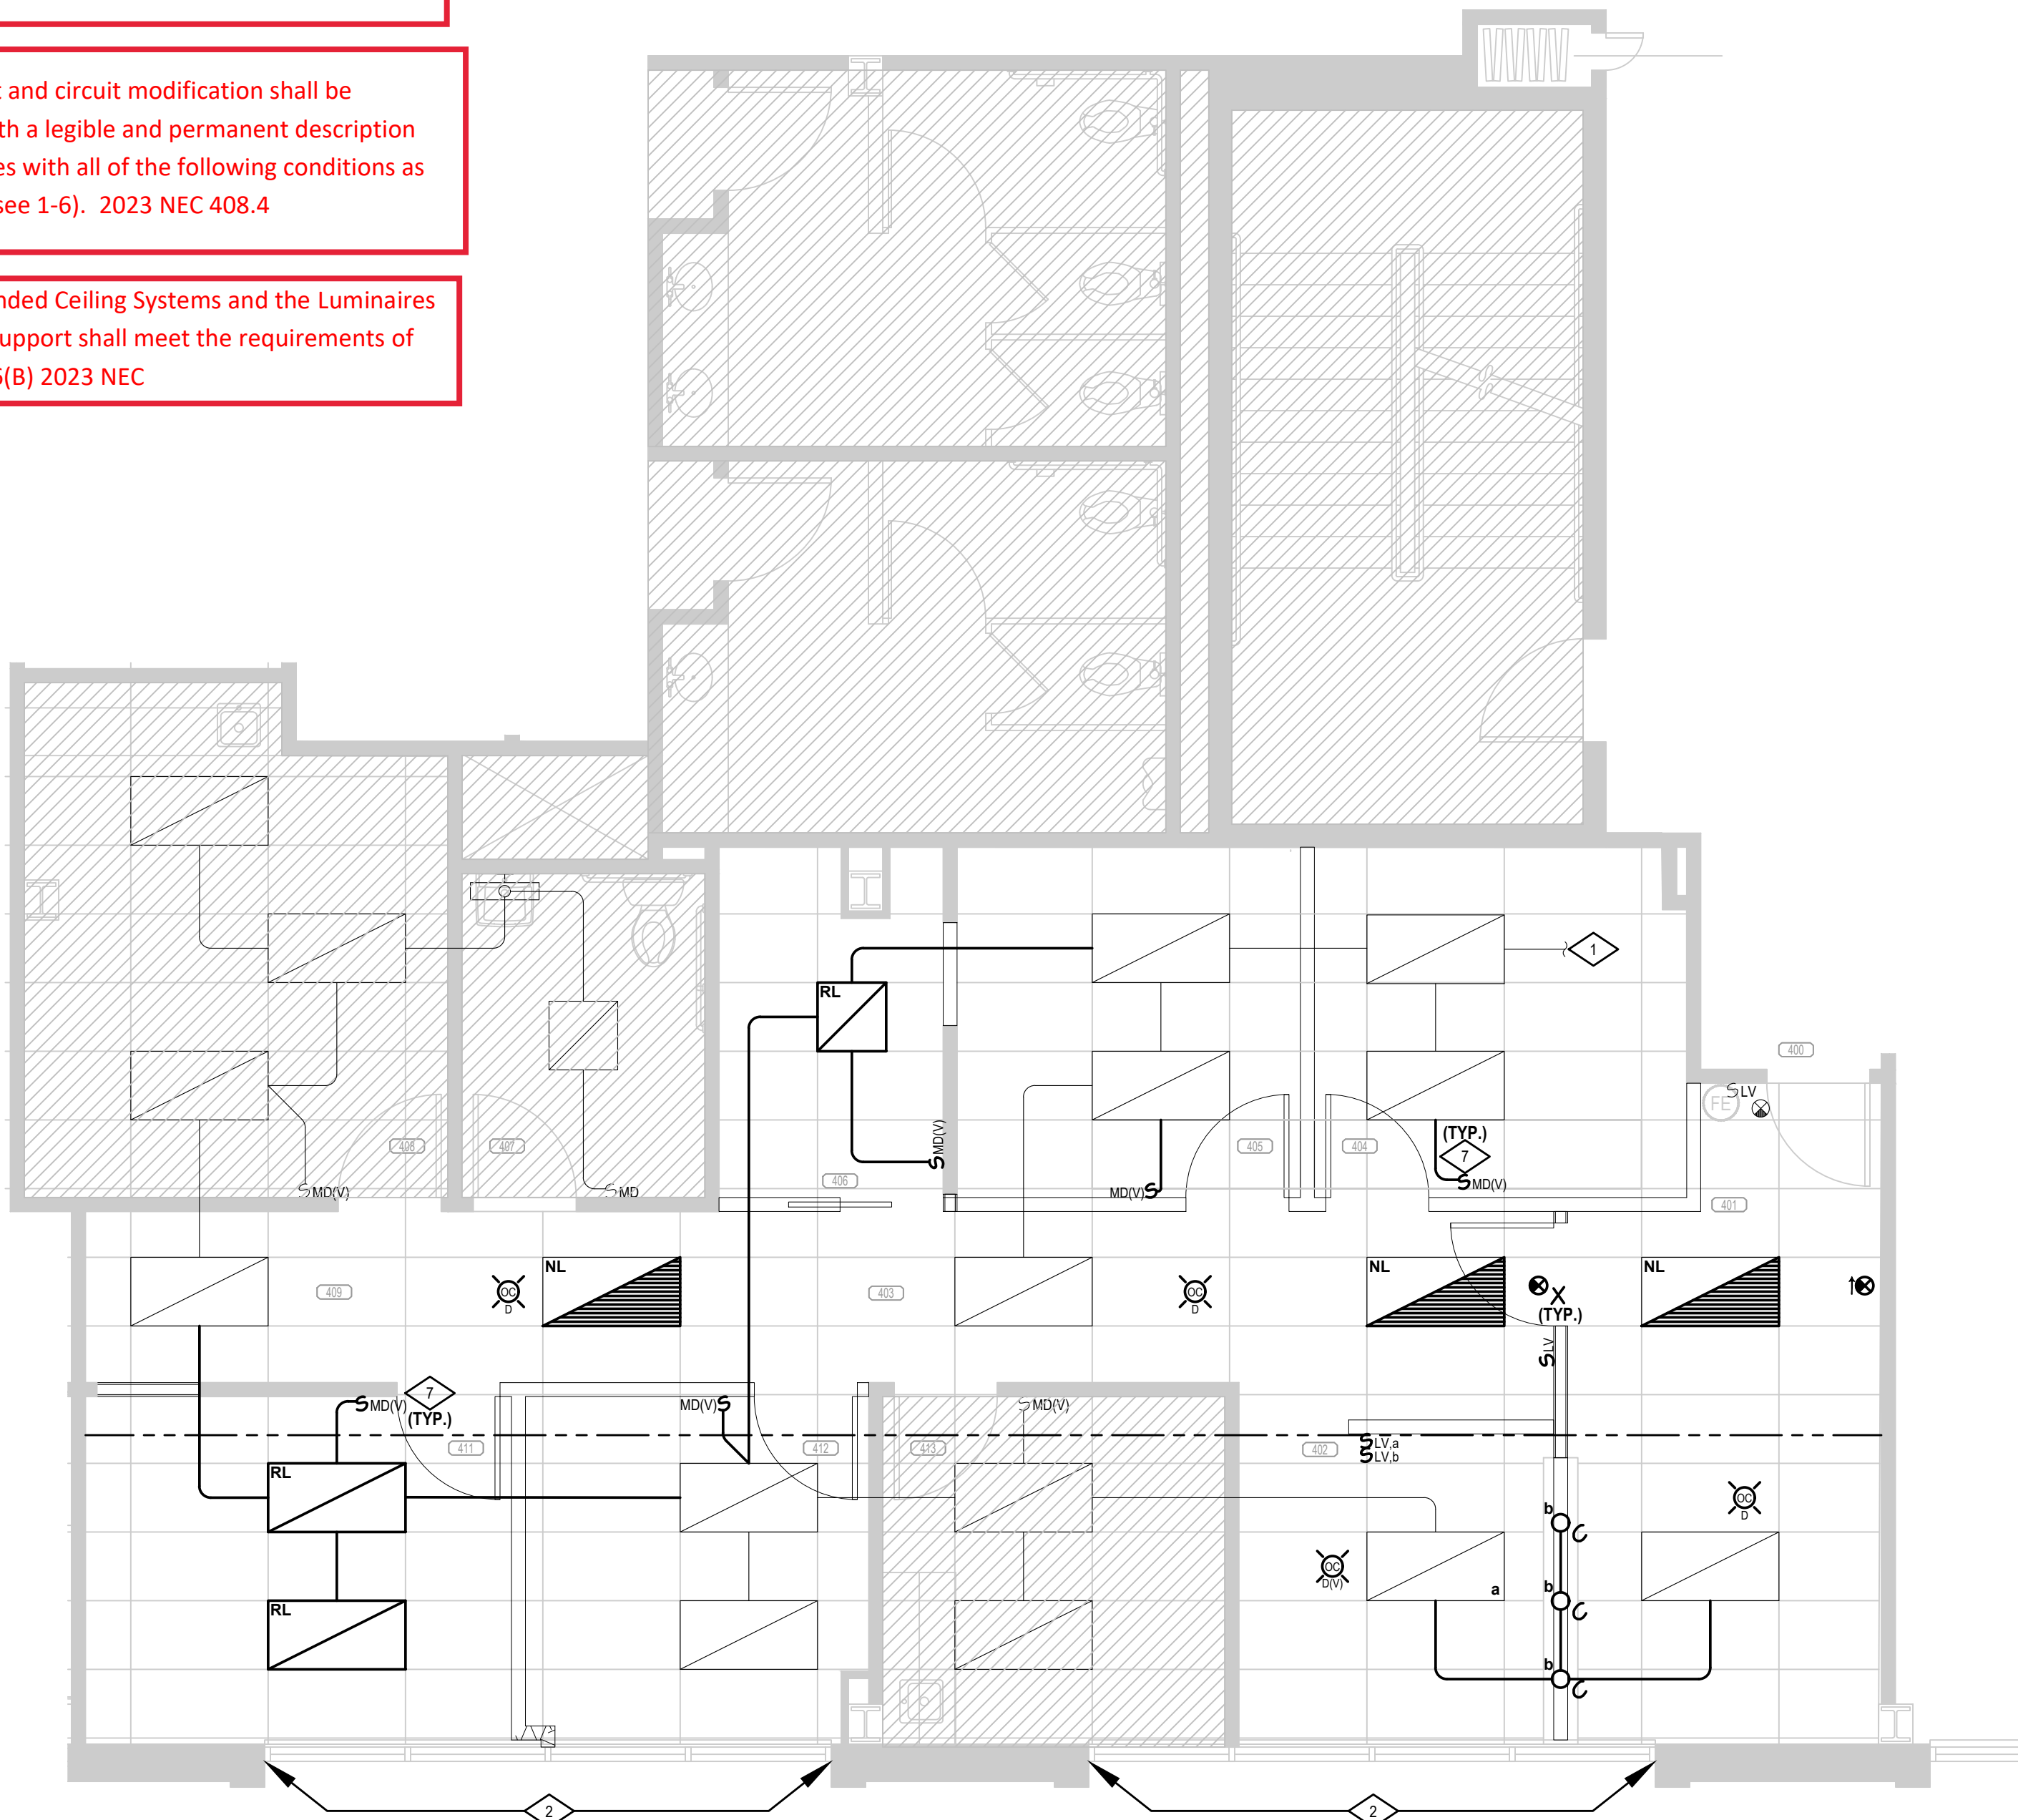 t and circuit modification shall be
th a legible and permanent description
es with all of the following conditions as
see 1-6). 2023 NEC 408.4
nded Ceiling Systems and the Luminaires
upport shall meet the requirements of
6(B) 2023 NEC
1
RL
400
LV
FE
MD(V)
(TYP.)
7
408
407
405
404
406
MD(V)
MD
MD(V)
MD(V)
401
NL
NL
NL
409
OC
D
403
OC
D
(TYP.)
LV
7
MD(V)
(TYP.)
MD(V)
MD(V)
411
412
413
402
LV,a
LV,b
RL
OC
D
b
OC
D(V)
a
b
RL
b
2
2